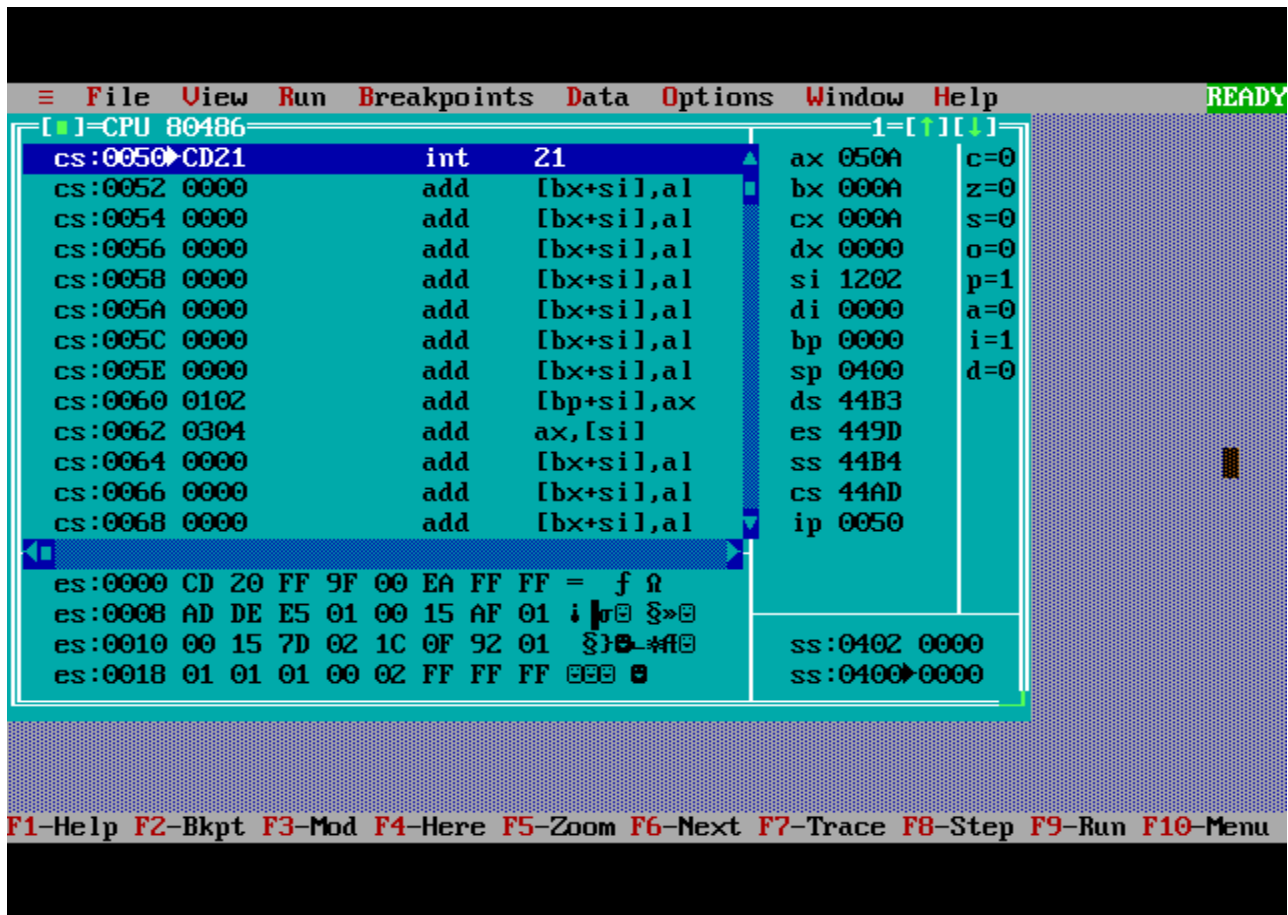 ≡ File View Run Breakpoints Data Options Window Help READY
[■]=CPU 80486 1=[↑][↓]
cs:0050►CD21 int 21 ax 050A c=0
cs:0052 0000 add [bx+si],al bx 000A z=0
cs:0054 0000 add [bx+si],al cx 000A s=0
cs:0056 0000 add [bx+si],al dx 0000 o=0
cs:0058 0000 add [bx+si],al si 1202 p=1
cs:005A 0000 add [bx+si],al di 0000 a=0
cs:005C 0000 add [bx+si],al bp 0000 i=1
cs:005E 0000 add [bx+si],al sp 0400 d=0
cs:0060 0102 add [bp+si],ax ds 44B3
cs:0062 0304 add ax,[si] es 449D
cs:0064 0000 add [bx+si],al ss 44B4
cs:0066 0000 add [bx+si],al cs 44AD
cs:0068 0000 add [bx+si],al ip 0050
es:0000 CD 20 FF 9F 00 EA FF FF = ƒ Ω
es:0008 AD DE E5 01 00 15 AF 01 ¡▐σ☺ §»☺
es:0010 00 15 7D 02 1C 0F 92 01 §}☻∟☼Æ☺ ss:0402 0000
es:0018 01 01 01 00 02 FF FF FF ☺☺☺ ☻ ss:0400►0000
F1-Help F2-Bkpt F3-Mod F4-Here F5-Zoom F6-Next F7-Trace F8-Step F9-Run F10-Menu